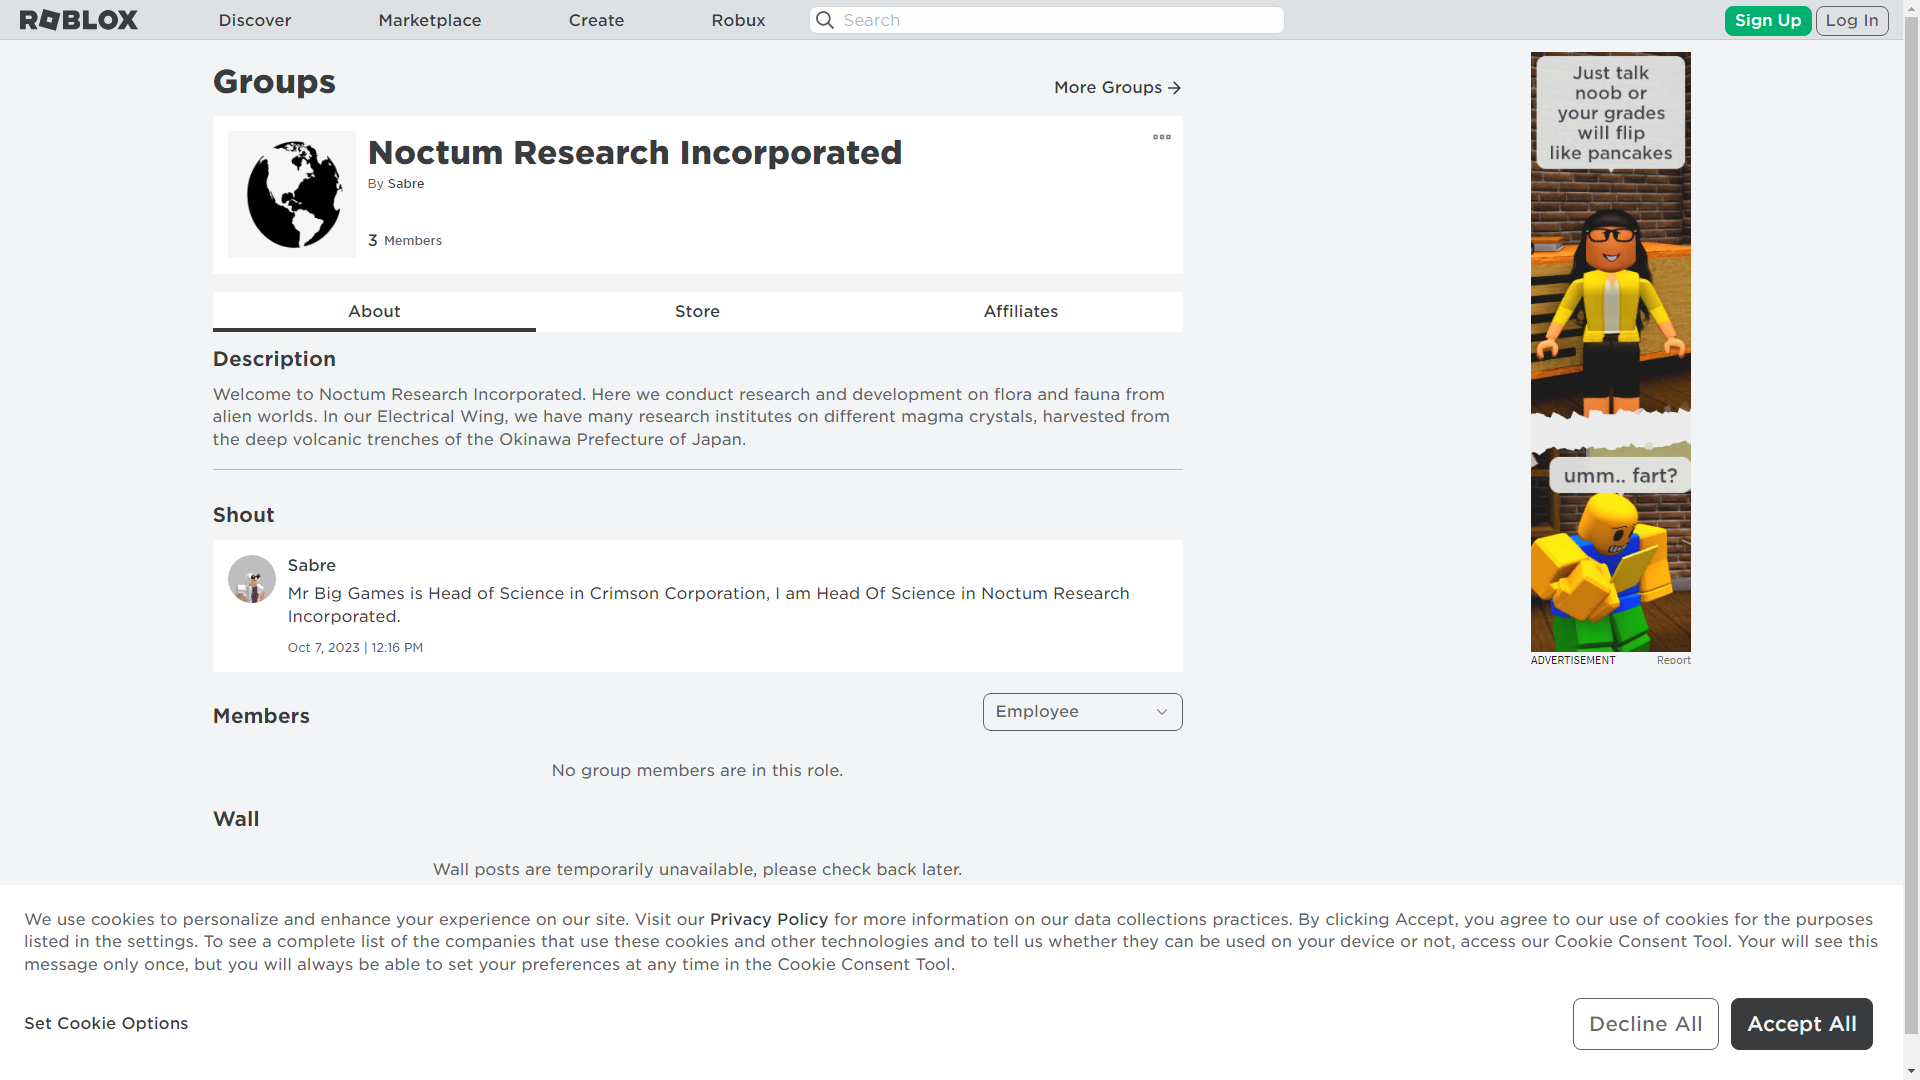 ROBLOX
Discover
Marketplace
Create
Robux
Search
Sign Up
Log In
Groups
More Groups
Noctum Research Incorporated
By Sabre
3 Members
About
Store
Affiliates
Description
Welcome to Noctum Research Incorporated. Here we conduct research and development on flora and fauna from
alien worlds. In our Electrical Wing, we have many research institutes on different magma crystals, harvested from
the deep volcanic trenches of the Okinawa Prefecture of Japan.
Shout
Sabre
Mr Big Games is Head of Science in Crimson Corporation, I am Head Of Science in Noctum Research
Incorporated.
Oct 7, 2023 | 12:16 PM
Members
Employee
No group members are in this role.
Wall
Wall posts are temporarily unavailable, please check back later.
Just talk
noob or
your grades
will flip
like pancakes
umm.. fart?
ADVERTISEMENT
Report
We use cookies to personalize and enhance your experience on our site. Visit our Privacy Policy for more information on our data collections practices. By clicking Accept, you agree to our use of cookies for the purposes
listed in the settings. To see a complete list of the companies that use these cookies and other technologies and to tell us whether they can be used on your device or not, access our Cookie Consent Tool. Your will see this
message only once, but you will always be able to set your preferences at any time in the Cookie Consent Tool.
Set Cookie Options
Decline All
Accept All